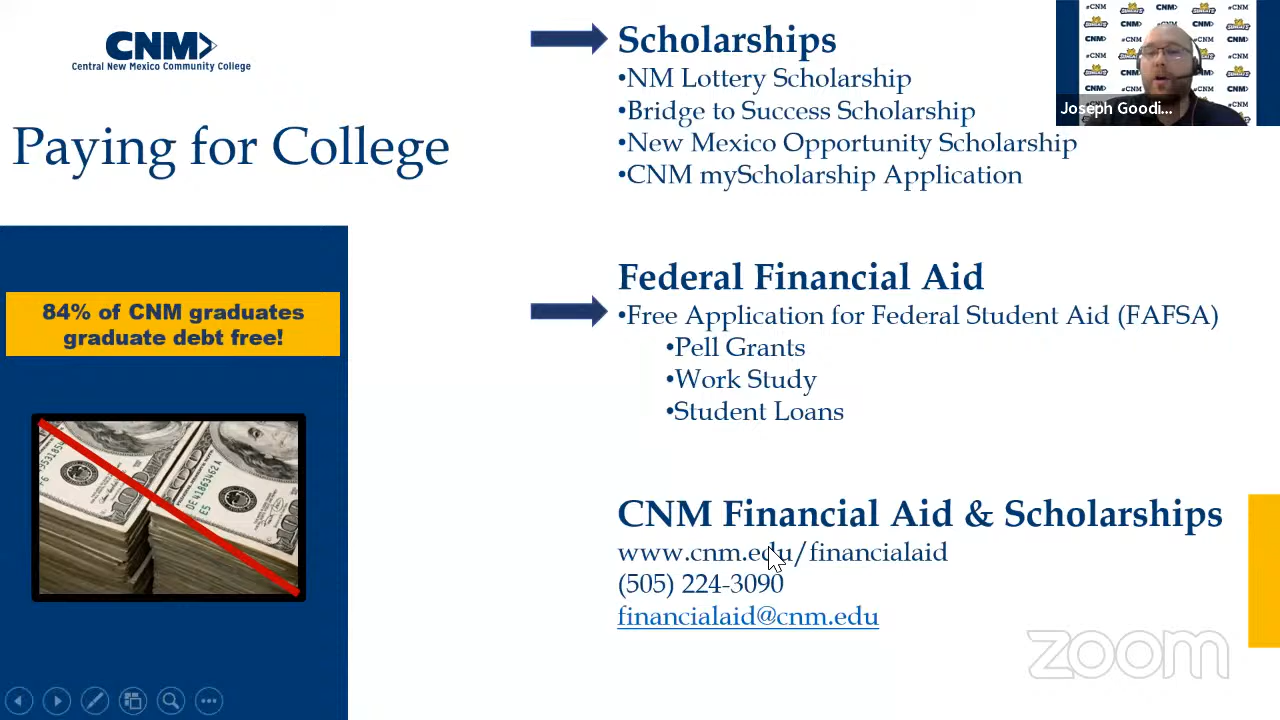 CNM
Central New Mexico Community College
Paying for College
84% of CNM graduates
graduate debt free!
Scholarships
•NM Lottery Scholarship
•Bridge to Success Scholarship
•New Mexico Opportunity Scholarship
•CNM myScholarship Application
Federal Financial Aid
•Free Application for Federal Student Aid (FAFSA)
•Pell Grants
•Work Study
•Student Loans
CNM Financial Aid & Scholarships
www.cnm.edu/financialaid
(505) 224-3090
financialaid@cnm.edu
#CNM
Joseph Goodi...
zoom